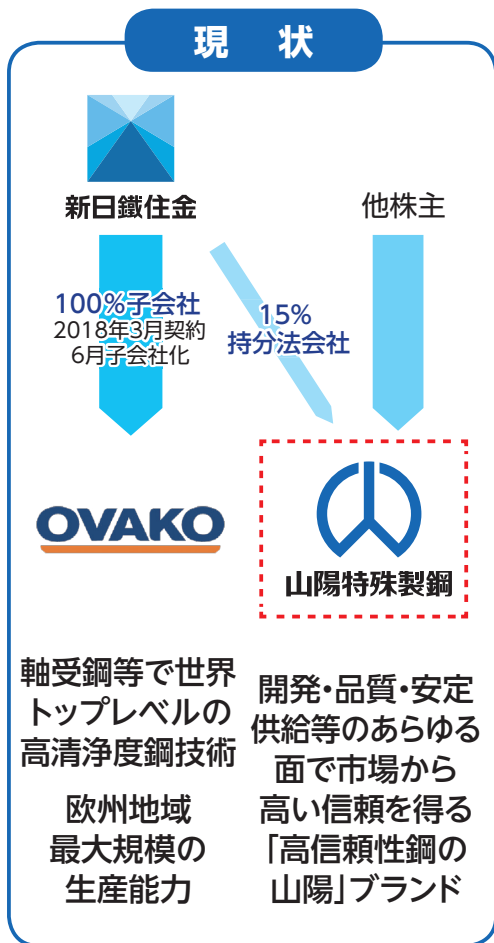 現状
新日鐵住金
他株主
100%子会社
2018年3月契約
6月子会社化
15%
持分法会社
OVAKO
山陽特殊製鋼
軸受鋼等で世界
トップレベルの
高清浄度鋼技術
欧州地域
最大規模の
生産能力
開発・品質・安定
供給等のあらゆる
面で市場から
高い信頼を得る
「高信頼性鋼の
山陽」ブランド